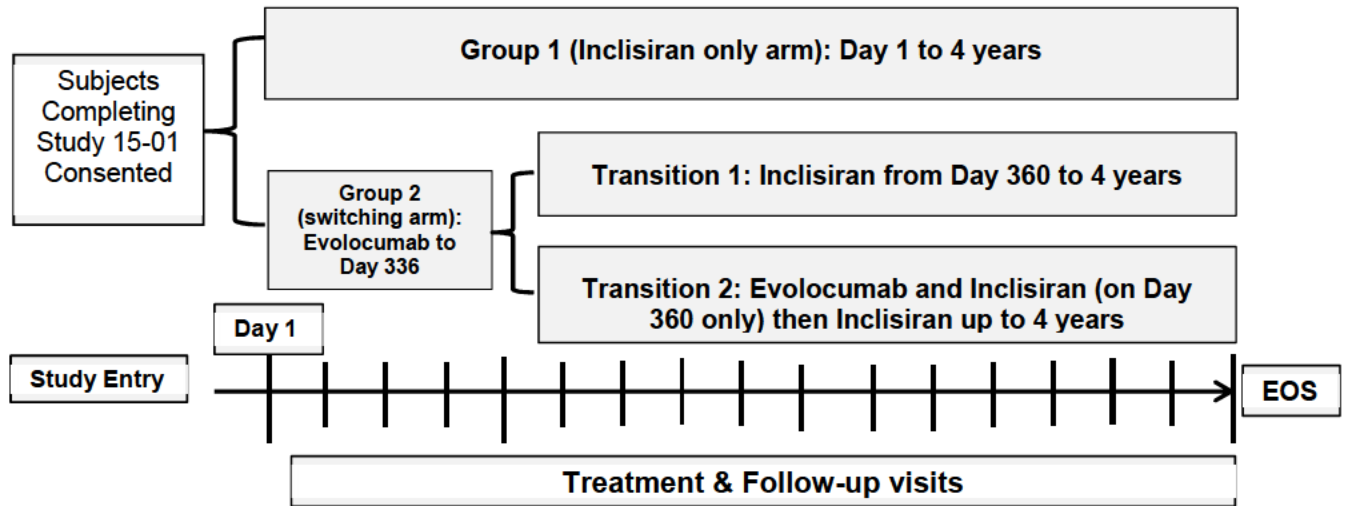 Group 1 (Inclisiran only arm): Day 1 to 4 years
Subjects
Completing
Study 15-01
Consented
Group 2
(switching arm):
Evolocumab to
Day 336
Transition 1: Inclisiran from Day 360 to 4 years
Transition 2: Evolocumab and Inclisiran (on Day
360 only) then Inclisiran up to 4 years
Day 1
Study Entry
EOS
Treatment & Follow-up visits